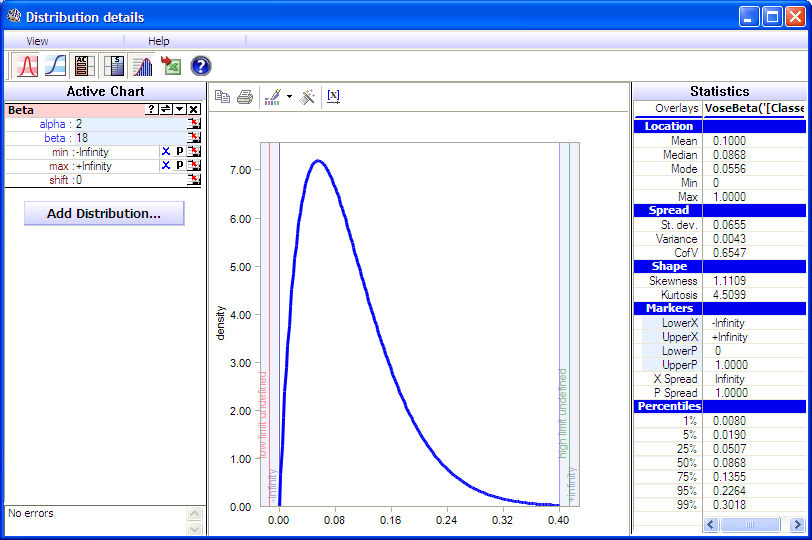 Distribution details
View Help
Active Chart
Beta
alpha : 2
beta : 18
min : -Infinity X P
max : +Infinity X P
shift : 0
Add Distribution...
No errors
[x]
density
7.00
6.00
5.00
4.00
3.00
2.00
1.00
0.00
low limit undefined
-Infinity
high limit undefined
+Infinity
0.00 0.08 0.16 0.24 0.32 0.40
Statistics
Overlays VoseBeta('[Classe
Location
Mean 0.1000
Median 0.0868
Mode 0.0556
Min 0
Max 1.0000
Spread
St. dev. 0.0655
Variance 0.0043
CofV 0.6547
Shape
Skewness 1.1109
Kurtosis 4.5099
Markers
LowerX -Infinity
UpperX +Infinity
LowerP 0
UpperP 1.0000
X Spread Infinity
P Spread 1.0000
Percentiles
1% 0.0080
5% 0.0190
25% 0.0507
50% 0.0868
75% 0.1355
95% 0.2264
99% 0.3018